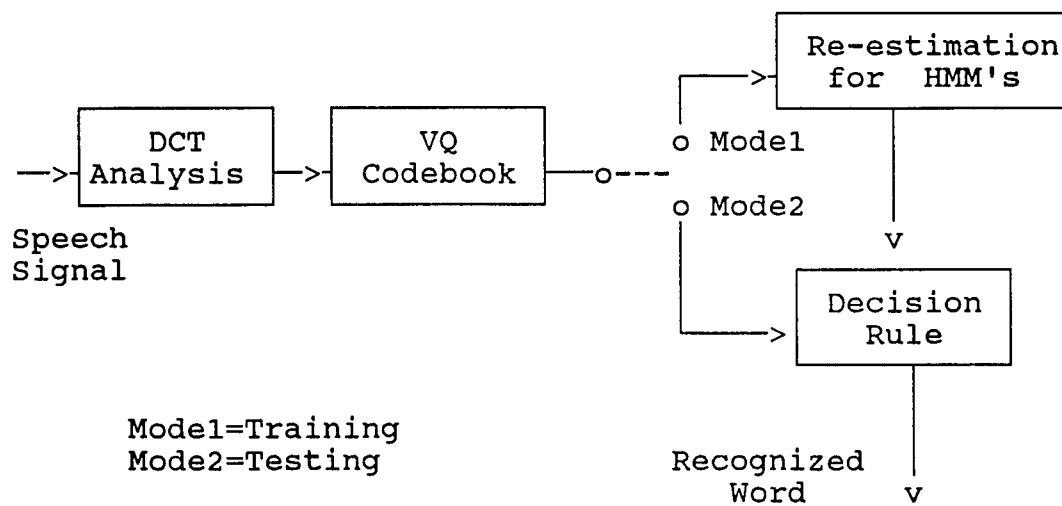 Re-estimation
for HMM's
DCT
Analysis
VQ
Codebook
Mode1
Mode2
Speech
Signal
Decision
Rule
Mode1=Training
Mode2=Testing
Recognized
Word